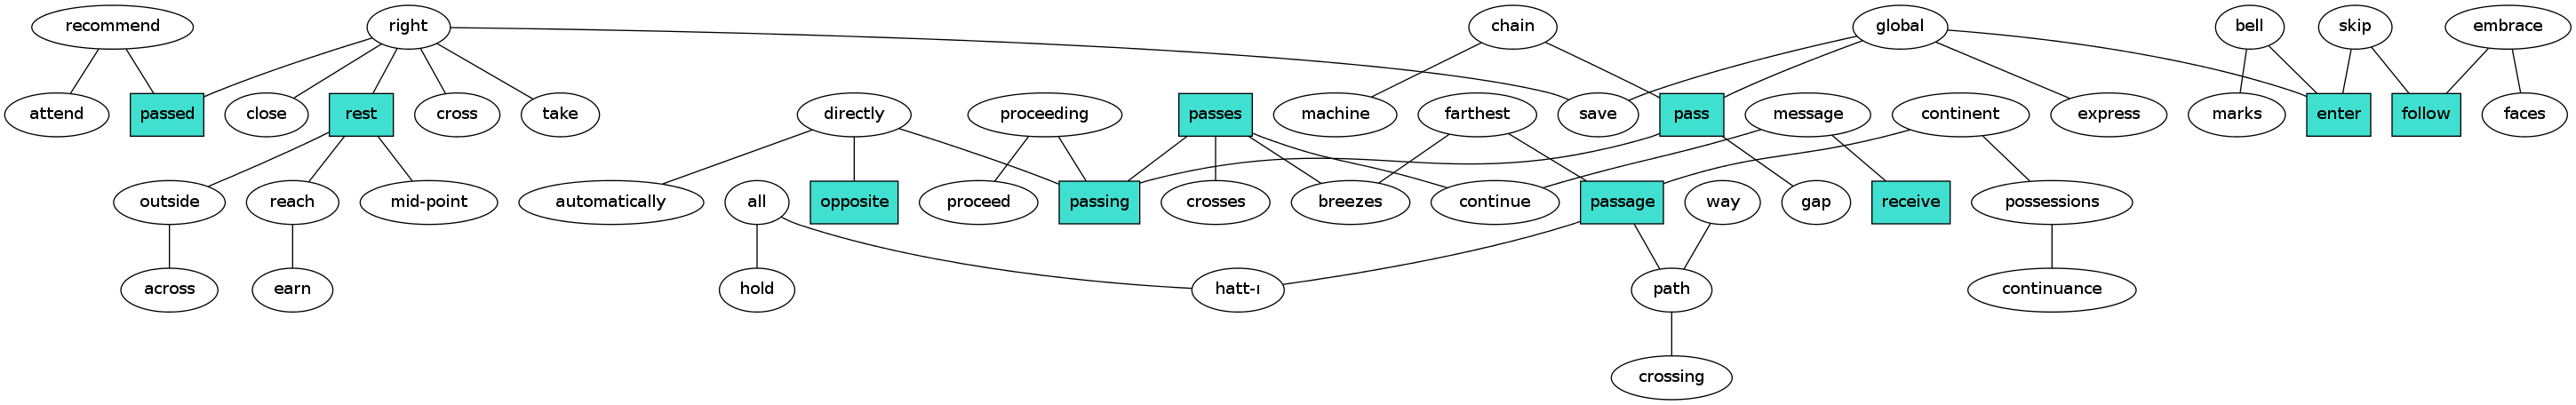 recommend right chain global bell skip embrace
attend passed close rest cross take directly proceeding passes machine farthest save pass message continent express marks enter follow faces
outside reach mid-point automatically all opposite proceed passing crosses breezes continue passage way gap receive possessions
across earn hold hatt-ı path continuance
crossing